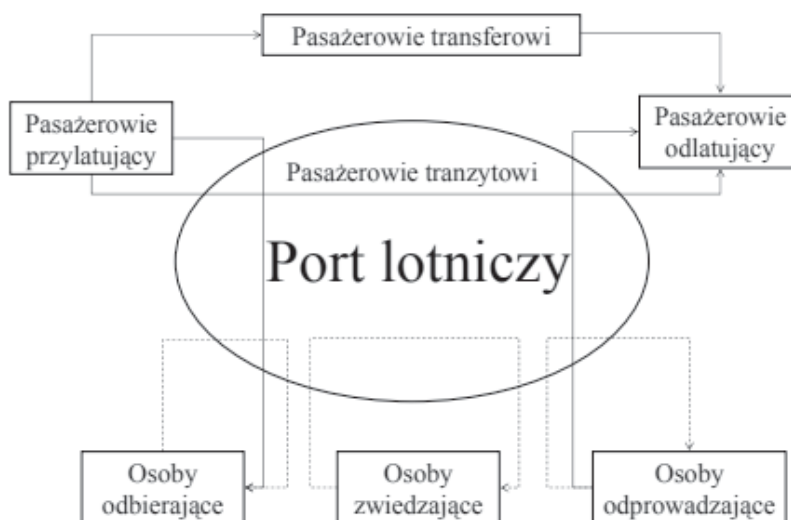 Pasażerowie transferowi
Pasażerowie
przylatujący
Pasażerowie
odlatujący
Pasażerowie tranzytowi
Port lotniczy
Osoby
odbierające
Osoby
zwiedzające
Osoby
odprowadzające